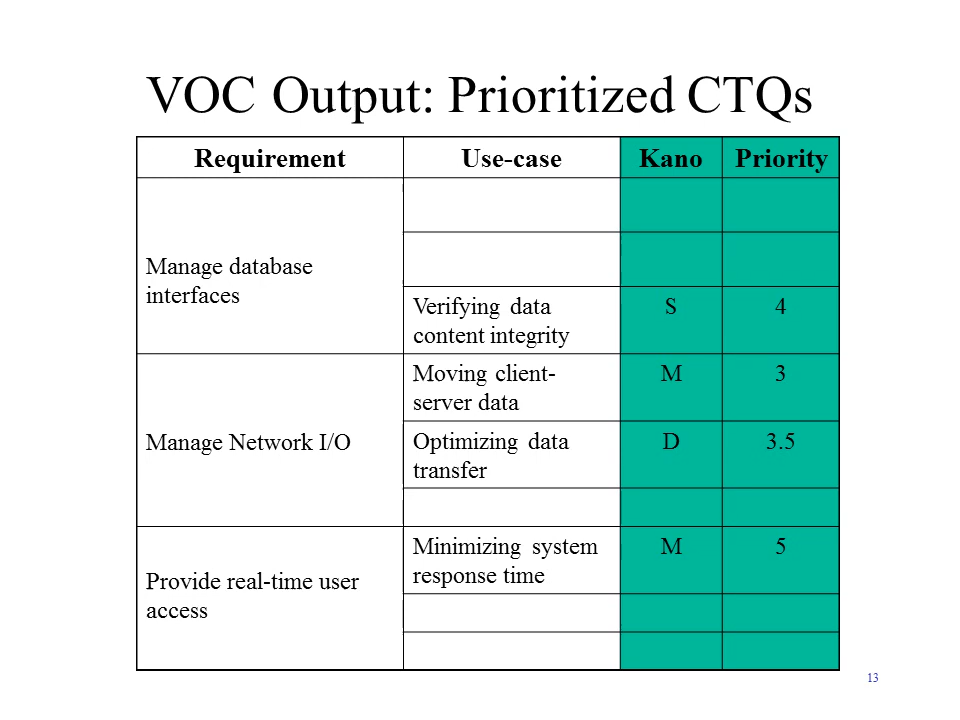 VOC Output: Prioritized CTQs
Requirement Use-case Kano Priority
Manage database
interfaces
Verifying data
content integrity
S 4
Moving client-
server data
M 3
Manage Network I/O
Optimizing data
transfer
D 3.5
Minimizing system
response time
M 5
Provide real-time user
access
13